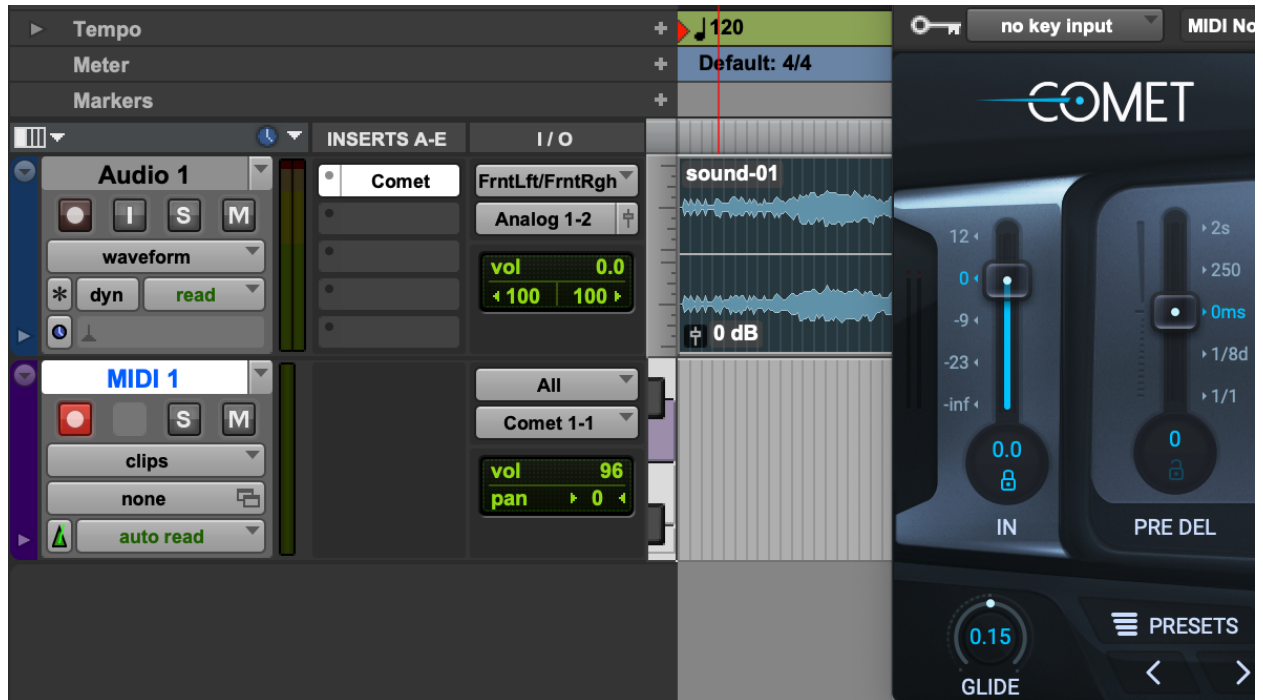 Tempo
120
Meter
Default: 4/4
Markers
INSERTS A-E
I / O
Audio 1
I
S
M
waveform
dyn
read
Comet
FrntLft/FrntRgh
Analog 1-2
vol 0.0
100 100
sound-01
0 dB
MIDI 1
S
M
clips
none
auto read
All
Comet 1-1
vol 96
pan 0
no key input
MIDI No
COMET
12
0
-9
-23
-inf
0.0
IN
2s
250
0ms
1/8d
1/1
0
PRE DEL
0.15
GLIDE
PRESETS